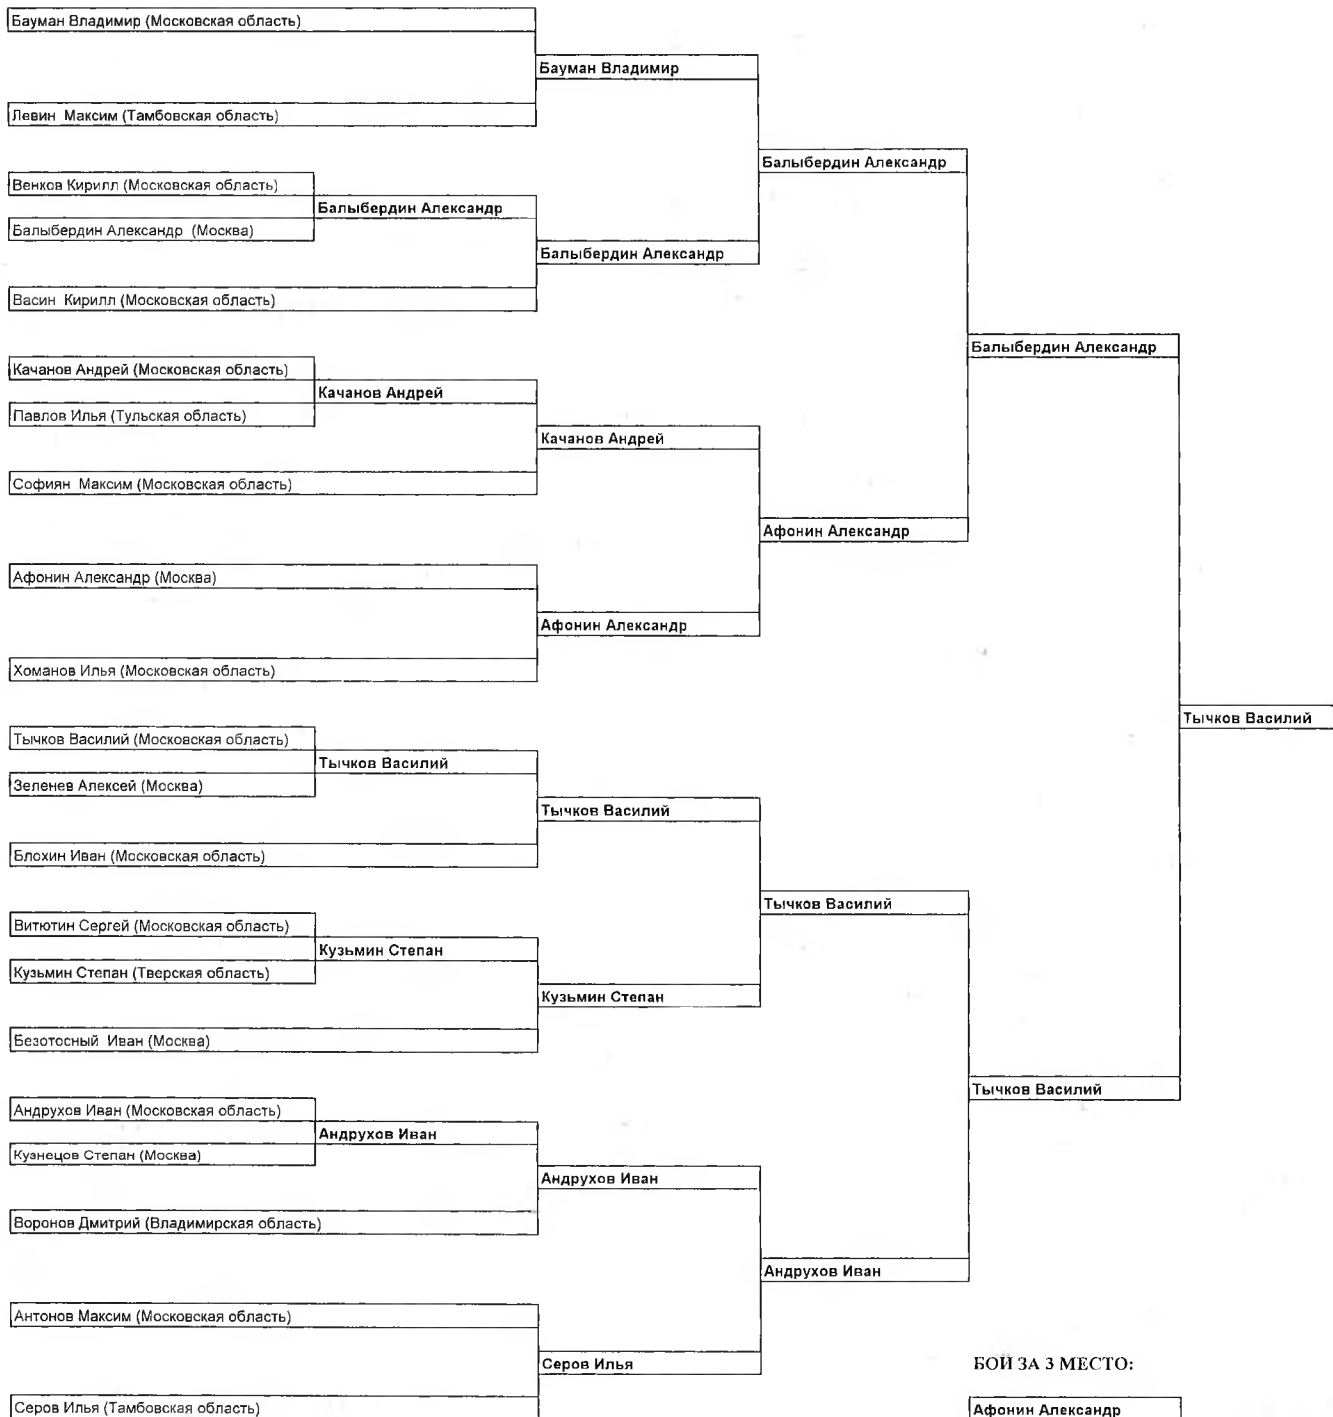 Бауман Владимир (Московская область)
Бауман Владимир
Левин Максим (Тамбовская область)
Балыбердин Александр
Венков Кирилл (Московская область)
Балыбердин Александр
Балыбердин Александр (Москва)
Балыбердин Александр
Васин Кирилл (Московская область)
Балыбердин Александр
Качанов Андрей (Московская область)
Качанов Андрей
Павлов Илья (Тульская область)
Качанов Андрей
Софиян Максим (Московская область)
Афонин Александр
Афонин Александр (Москва)
Афонин Александр
Хоманов Илья (Московская область)
Тычков Василий
Тычков Василий (Московская область)
Тычков Василий
Зеленев Алексей (Москва)
Тычков Василий
Блохин Иван (Московская область)
Тычков Василий
Витютин Сергей (Московская область)
Кузьмин Степан
Кузьмин Степан (Тверская область)
Кузьмин Степан
Безотосный Иван (Москва)
Тычков Василий
Андрухов Иван (Московская область)
Андрухов Иван
Кузнецов Степан (Москва)
Андрухов Иван
Воронов Дмитрий (Владимирская область)
Андрухов Иван
Антонов Максим (Московская область)
Серов Илья
БОЙ ЗА 3 МЕСТО:
Серов Илья (Тамбовская область)
Афонин Александр